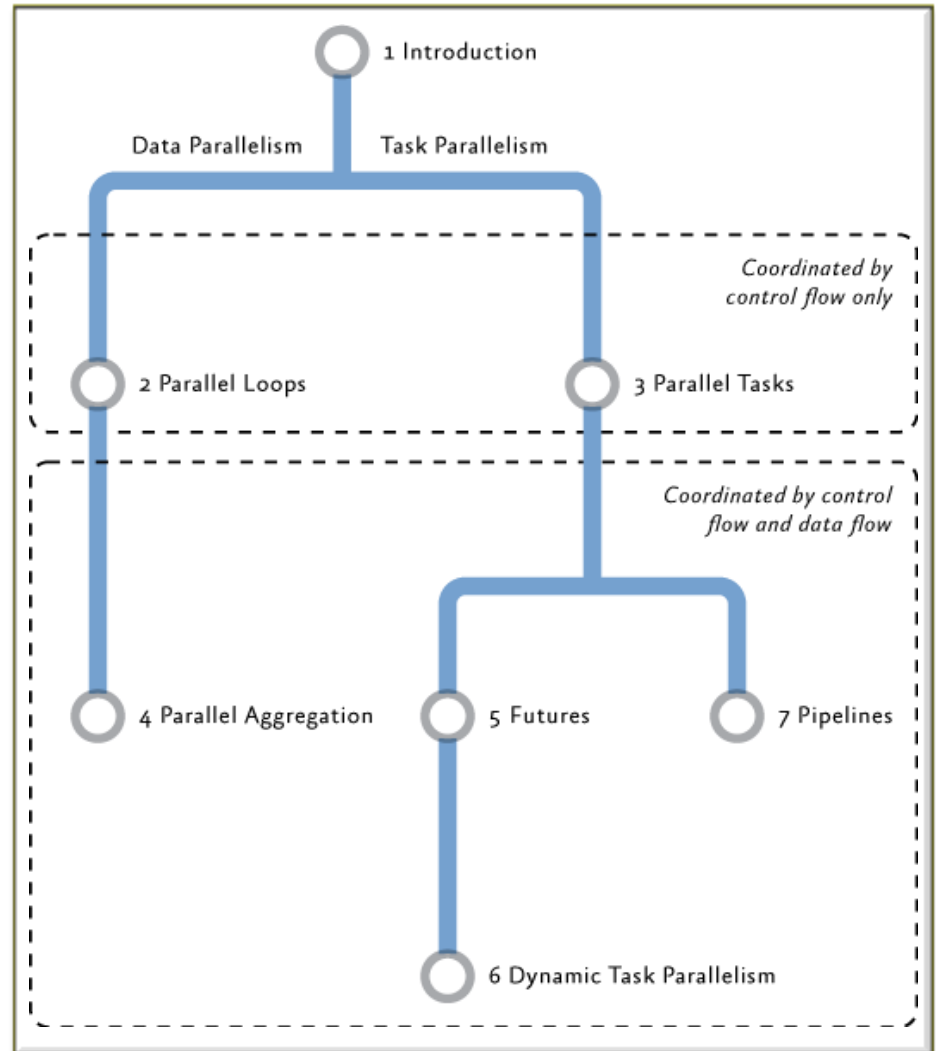 1 Introduction
Data Parallelism
Task Parallelism
Coordinated by
control flow only
2 Parallel Loops
3 Parallel Tasks
Coordinated by control
flow and data flow
4 Parallel Aggregation
5 Futures
7 Pipelines
6 Dynamic Task Parallelism